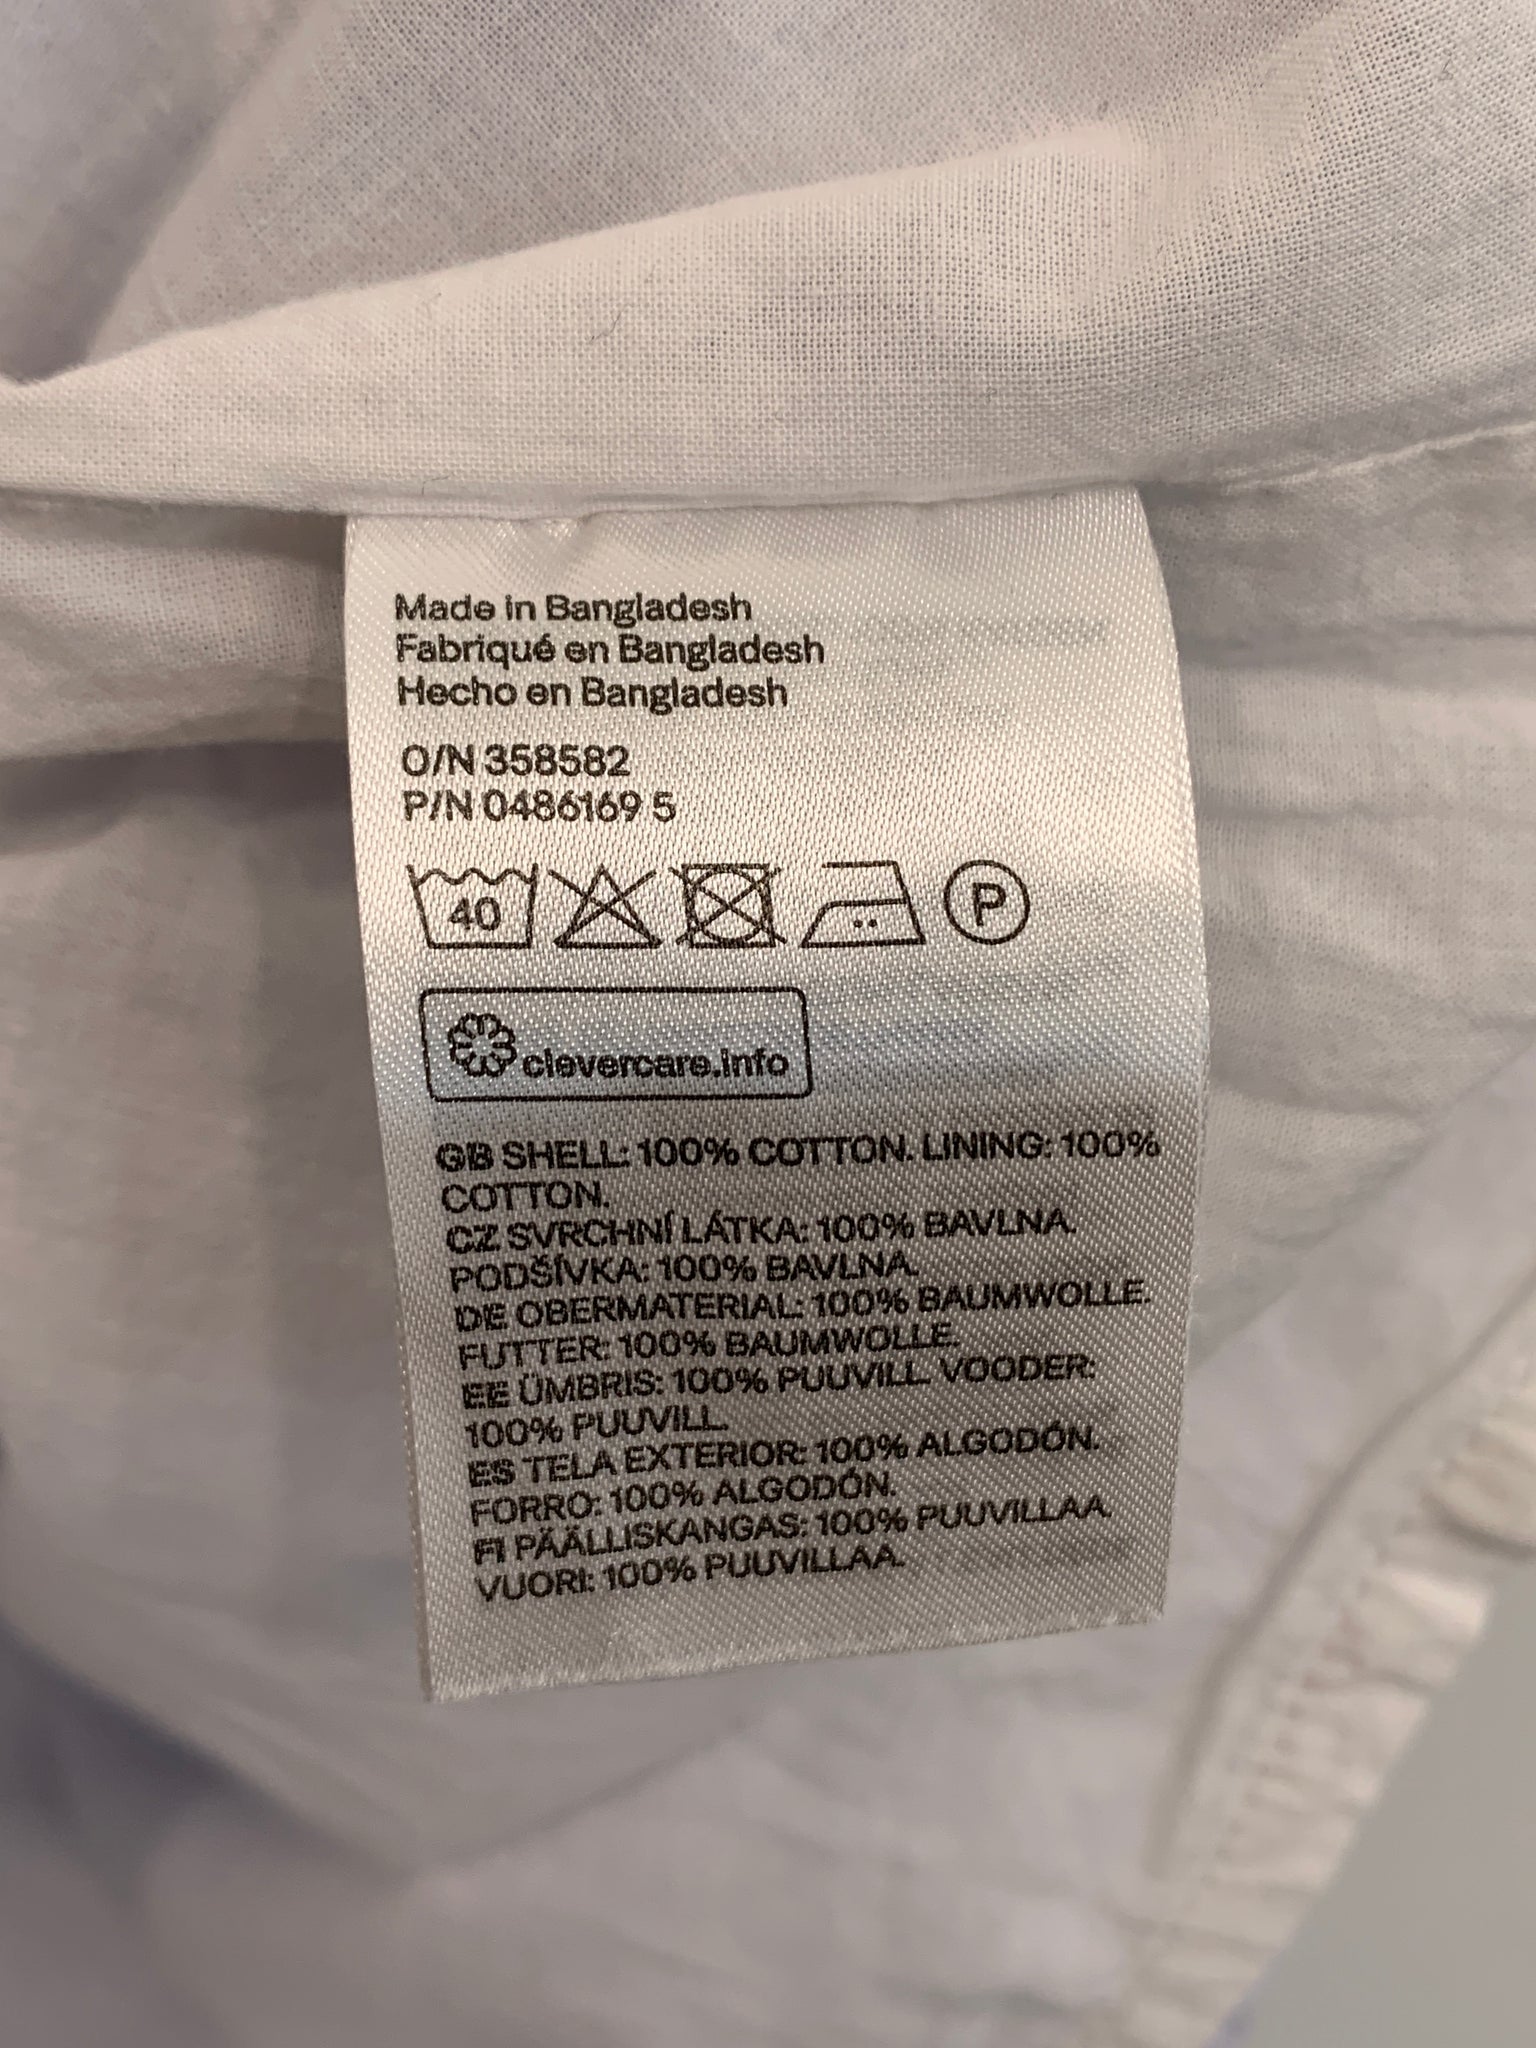 Made in Bangladesh
Fabriqué en Bangladesh
Hecho en Bangladesh
O/N 358582
P/N 0486169 5
40 P
clevercare.info
GB SHELL: 100% COTTON. LINING: 100%
COTTON.
CZ SVRCHNÍ LÁTKA: 100% BAVLNA.
PODŠÍVKA: 100% BAVLNA.
DE OBERMATERIAL: 100% BAUMWOLLE.
FUTTER: 100% BAUMWOLLE.
EE ÜMBRIS: 100% PUUVILL. VOODER:
100% PUUVILL.
ES TELA EXTERIOR: 100% ALGODÓN.
FORRO: 100% ALGODÓN.
FI PÄÄLLISKANGAS: 100% PUUVILLAA.
VUORI: 100% PUUVILLAA.